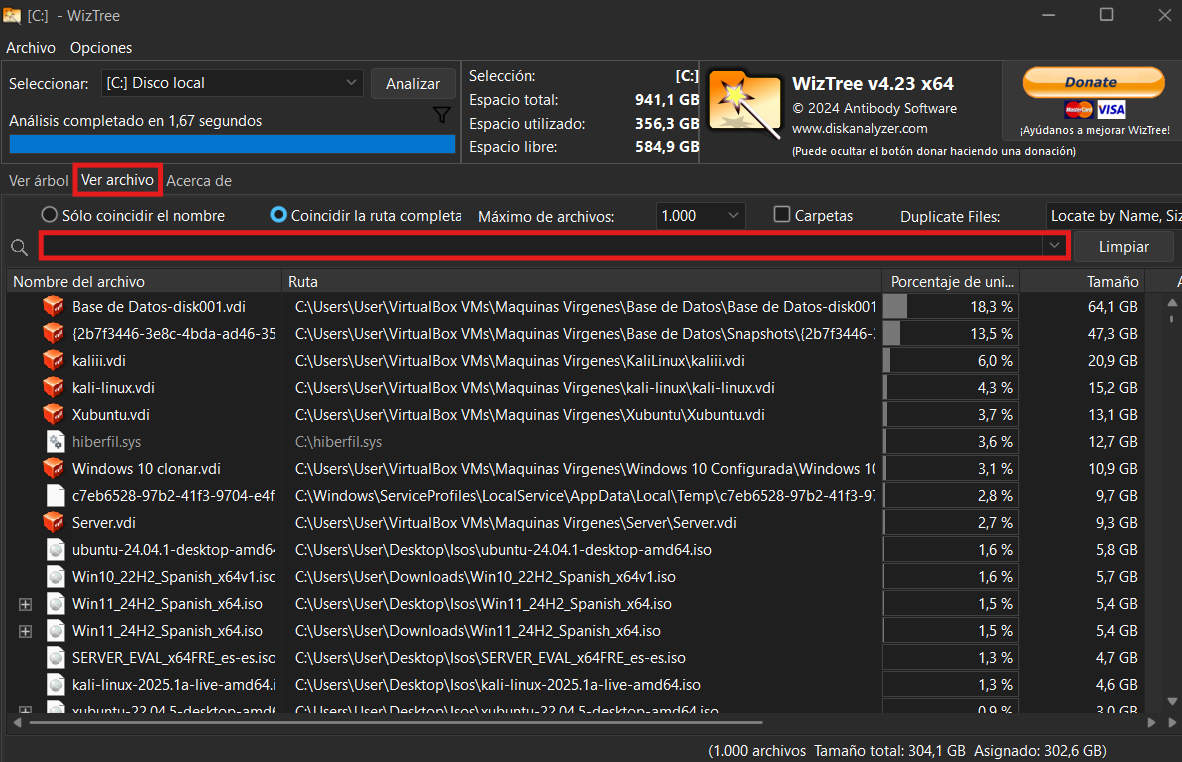 [C:] - WizTree
Archivo Opciones
Seleccionar: [C:] Disco local Analizar
Análisis completado en 1,67 segundos
Selección: [C:]
Espacio total: 941,1 GB
Espacio utilizado: 356,3 GB
Espacio libre: 584,9 GB
WizTree v4.23 x64
© 2024 Antibody Software
www.diskanalyzer.com
(Puede ocultar el botón donar haciendo una donación)
Donate
MasterCard VISA
¡Ayúdanos a mejorar WizTree!
Ver árbol Ver archivo Acerca de
Sólo coincidir el nombre Coincidir la ruta completa Máximo de archivos: 1.000 Carpetas Duplicate Files: Locate by Name, Siz
Limpiar
Nombre del archivo Ruta Porcentaje de uni... Tamaño A
Base de Datos-disk001.vdi C:\Users\User\VirtualBox VMs\Maquinas Virgenes\Base de Datos\Base de Datos-disk001 18,3 % 64,1 GB
{2b7f3446-3e8c-4bda-ad46-35 C:\Users\User\VirtualBox VMs\Maquinas Virgenes\Base de Datos\Snapshots\{2b7f3446-3 13,5 % 47,3 GB
kaliii.vdi C:\Users\User\VirtualBox VMs\Maquinas Virgenes\KaliLinux\kaliii.vdi 6,0 % 20,9 GB
kali-linux.vdi C:\Users\User\VirtualBox VMs\Maquinas Virgenes\kali-linux\kali-linux.vdi 4,3 % 15,2 GB
Xubuntu.vdi C:\Users\User\VirtualBox VMs\Maquinas Virgenes\Xubuntu\Xubuntu.vdi 3,7 % 13,1 GB
hiberfil.sys C:\hiberfil.sys 3,6 % 12,7 GB
Windows 10 clonar.vdi C:\Users\User\VirtualBox VMs\Maquinas Virgenes\Windows 10 Configurada\Windows 10 3,1 % 10,9 GB
c7eb6528-97b2-41f3-9704-e4f C:\Windows\ServiceProfiles\LocalService\AppData\Local\Temp\c7eb6528-97b2-41f3-97 2,8 % 9,7 GB
Server.vdi C:\Users\User\VirtualBox VMs\Maquinas Virgenes\Server\Server.vdi 2,7 % 9,3 GB
ubuntu-24.04.1-desktop-amd64 C:\Users\User\Desktop\Isos\ubuntu-24.04.1-desktop-amd64.iso 1,6 % 5,8 GB
Win10_22H2_Spanish_x64v1.iso C:\Users\User\Downloads\Win10_22H2_Spanish_x64v1.iso 1,6 % 5,7 GB
Win11_24H2_Spanish_x64.iso C:\Users\User\Desktop\Isos\Win11_24H2_Spanish_x64.iso 1,5 % 5,4 GB
Win11_24H2_Spanish_x64.iso C:\Users\User\Downloads\Win11_24H2_Spanish_x64.iso 1,5 % 5,4 GB
SERVER_EVAL_x64FRE_es-es.iso C:\Users\User\Desktop\Isos\SERVER_EVAL_x64FRE_es-es.iso 1,3 % 4,7 GB
kali-linux-2025.1a-live-amd64.i C:\Users\User\Desktop\Isos\kali-linux-2025.1a-live-amd64.iso 1,3 % 4,6 GB
xubuntu-22.04.5-desktop-amd6 C:\Users\User\Desktop\Isos\xubuntu-22.04.5-desktop-amd64.iso 0,9 % 3,0 GB
(1.000 archivos Tamaño total: 304,1 GB Asignado: 302,6 GB)